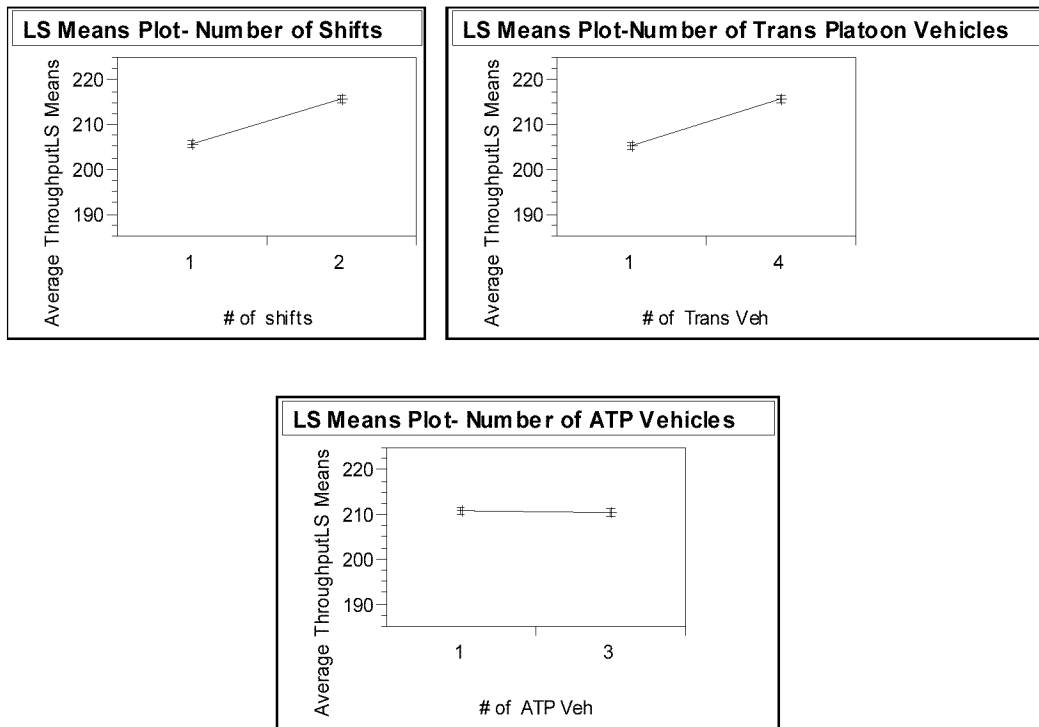 LS Means Plot- Number of Shifts
Average ThroughputLS Means
220
210
200
190
1 2
# of shifts
LS Means Plot-Number of Trans Platoon Vehicles
Average ThroughputLS Means
220
210
200
190
1 4
# of Trans Veh
LS Means Plot- Number of ATP Vehicles
Average ThroughputLS Means
220
210
200
190
1 3
# of ATP Veh